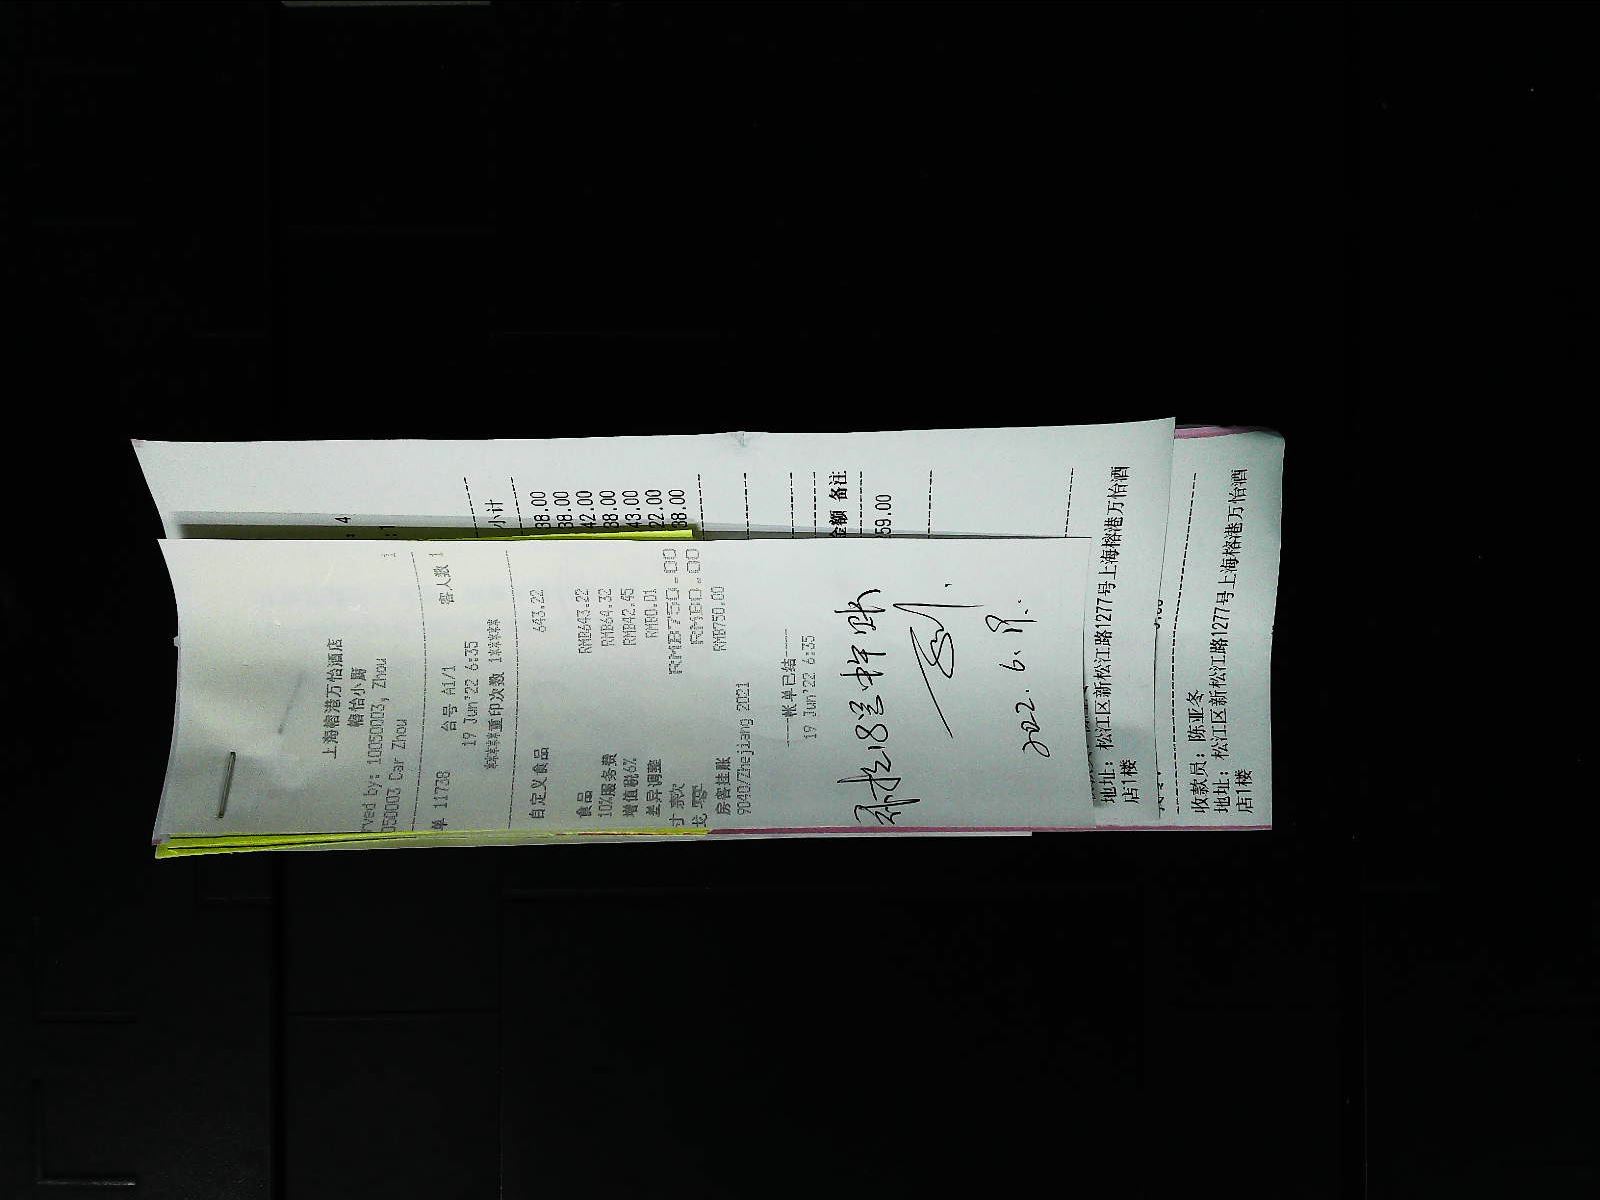 上海榕港万怡酒店
榕怡小厨
rved by: 10050003, Zhou
050003 Car Zhou 1
单 11738 台号 A1/1 客人数 1
19 Jun'22 6:35
****重印次数 1****
自定义食品 643.22
食品 RMB643.22
10%服务费 RMB64.32
增值税6% RMB42.45
差异调整 RMB0.01
寸款 RMB750.00
零 RMB0.00
房客挂账 RMB750.00
9040/Zhejiang 2021
----帐单已结----
19 Jun'22 6:35
2022.6.19.
4
: 1
小计
38.00
38.00
42.00
38.00
43.00
22.00
38.00
金额 备注
59.00
地址: 松江区新松江路1277号上海榕港万怡酒
店1楼
收款员: 陈亚冬
地址: 松江区新松江路1277号上海榕港万怡酒
店1楼